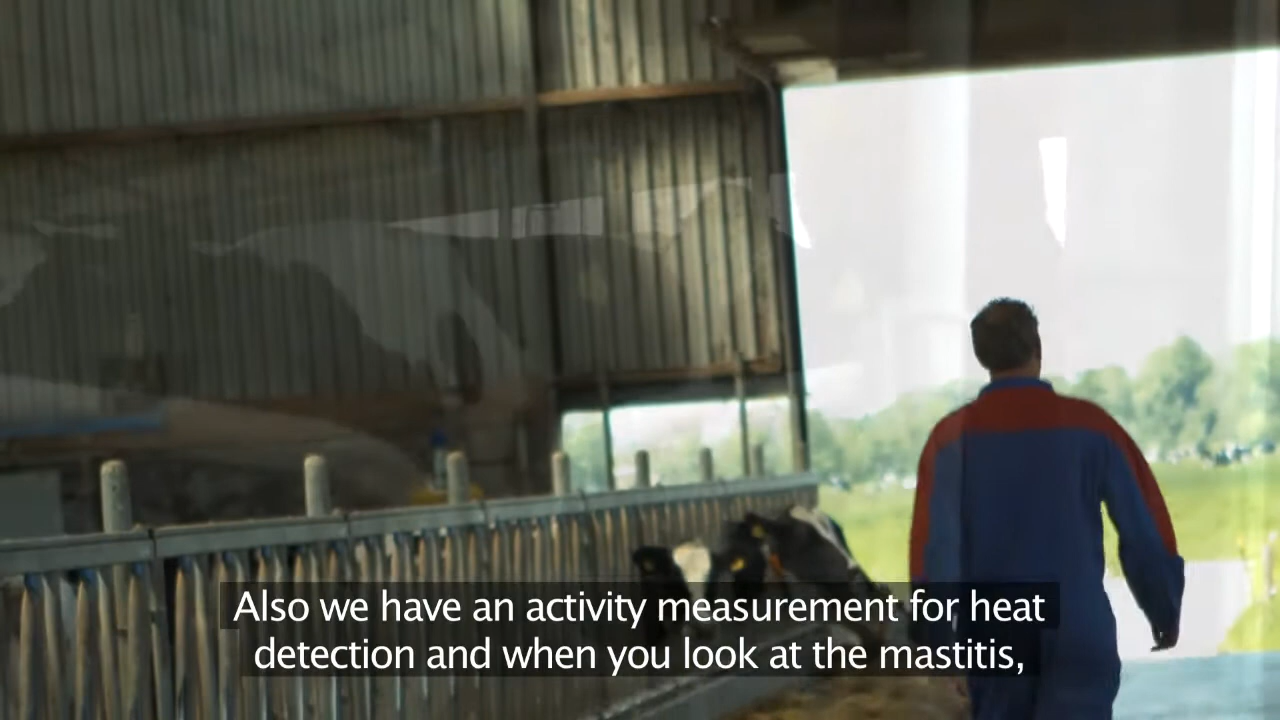 Also we have an activity measurement for heat
detection and when you look at the mastitis,